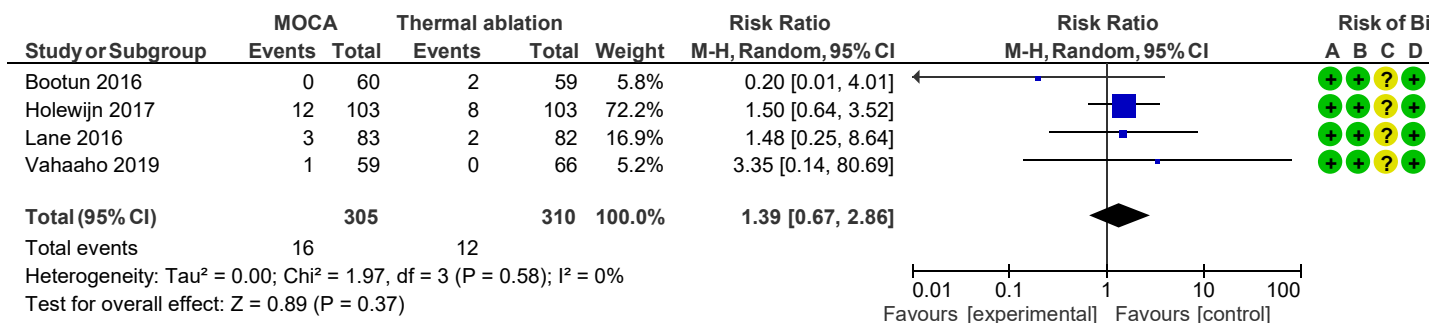 MOCA Thermal ablation Risk Ratio Risk Ratio Risk of Bi
Study or Subgroup Events Total Events Total Weight M-H, Random, 95% CI M-H, Random, 95% CI A B C D
Bootun 2016 0 60 2 59 5.8% 0.20 [0.01, 4.01] + + ? +
Holewijn 2017 12 103 8 103 72.2% 1.50 [0.64, 3.52] + + ? +
Lane 2016 3 83 2 82 16.9% 1.48 [0.25, 8.64] + + ? +
Vahaaho 2019 1 59 0 66 5.2% 3.35 [0.14, 80.69] + + ? +
Total (95% CI) 305 310 100.0% 1.39 [0.67, 2.86]
Total events 16 12
Heterogeneity: Tau² = 0.00; Chi² = 1.97, df = 3 (P = 0.58); I² = 0%
Test for overall effect: Z = 0.89 (P = 0.37)
0.01 0.1 1 10 100
Favours [experimental] Favours [control]